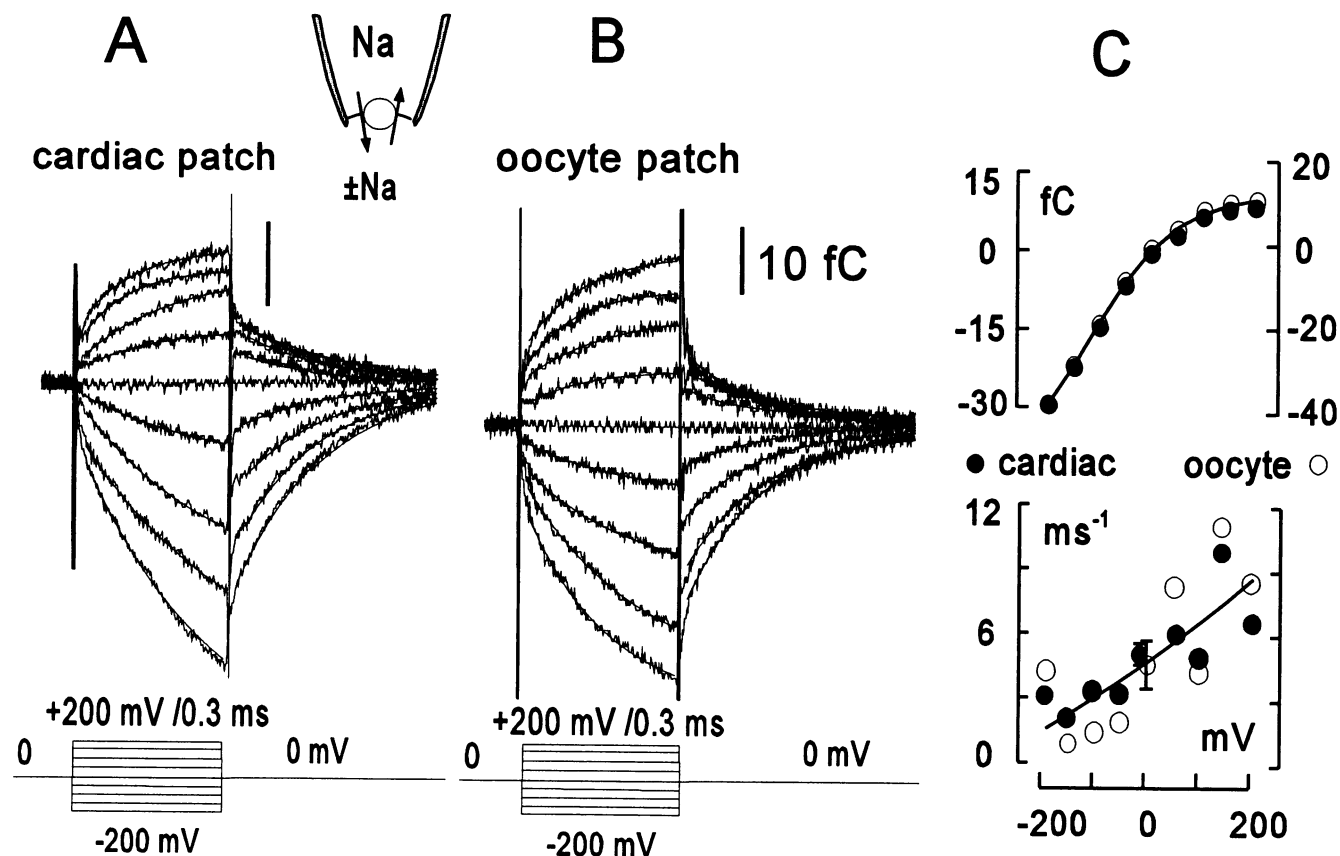 A
Na
B
C
cardiac patch
±Na
oocyte patch
10 fC
15
fC
20
0
0
-15
-20
-30
-40
cardiac
oocyte
12
ms⁻¹
6
0
mV
-200
0
200
+200 mV /0.3 ms
0
0 mV
-200 mV
+200 mV /0.3 ms
0
0 mV
-200 mV